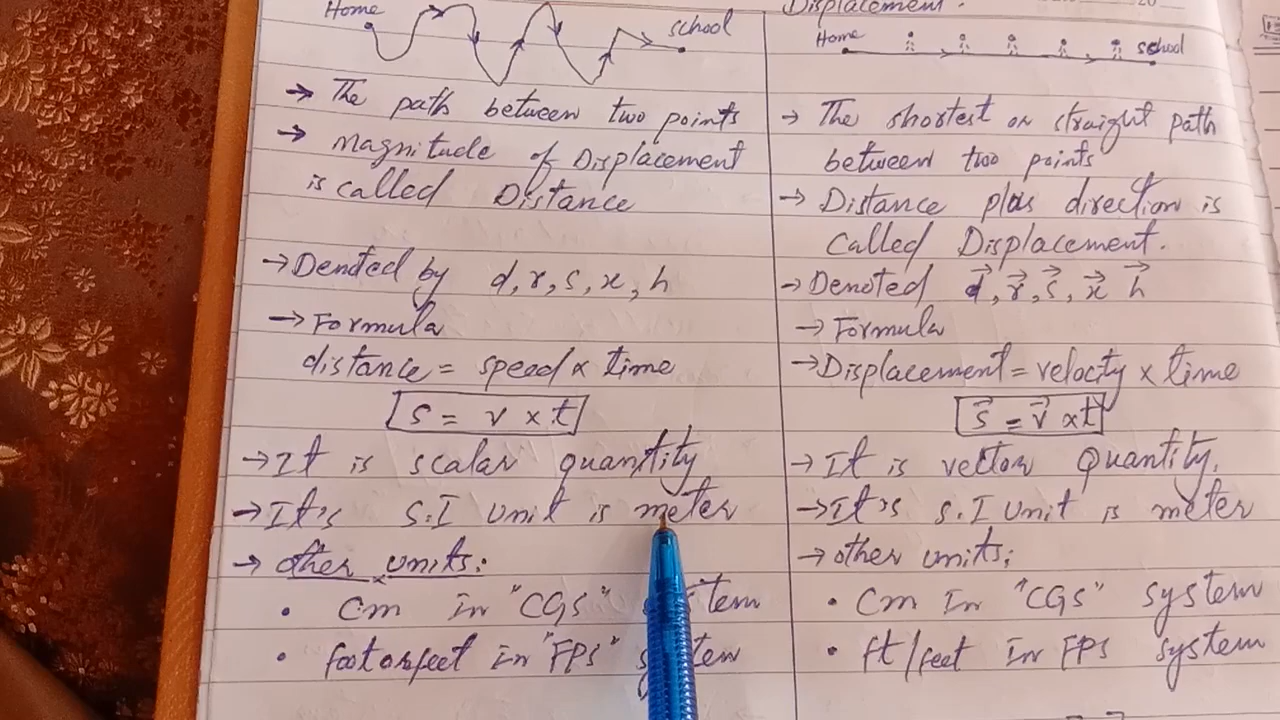 Home
school
→ The path between two points
→ Magnitude of Displacement
is called Distance
→ Denoted by d, r, s, x, h
→ Formula
distance = speed × time
s = v × t
→ It is scalar quantity
→ It's S.I Unit is meter
→ other units:
• Cm in "CGS" system
• foot or feet in "FPS" system
Displacement.
Home
school
→ The shortest or straight path
between two points
→ Distance plus direction is
called Displacement.
→ Denoted d⃗, r⃗, s⃗, x⃗ h⃗
→ Formula
→ Displacement = velocity × time
s⃗ = v⃗ × t
→ It is vector Quantity.
→ It's S.I Unit is meter
→ other units:
• Cm In "CGS" system
• ft/feet In FPS system